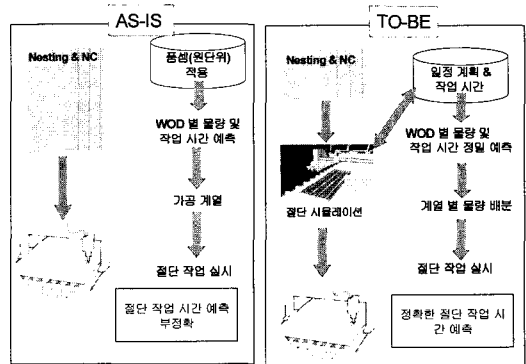 AS-IS
Nesting & NC
품셈(원단위)
적용
WOD 별 물량 및
작업 시간 예측
가공 계열
절단 작업 실시
절단 작업 시간 예측
부정확
TO-BE
Nesting & NC
일정 계획 &
작업 시간
WOD 별 물량 및
작업 시간 정밀 예측
절단 시뮬레이션
계열 별 물량 배분
절단 작업 실시
정확한 절단 작업 시
간 예측